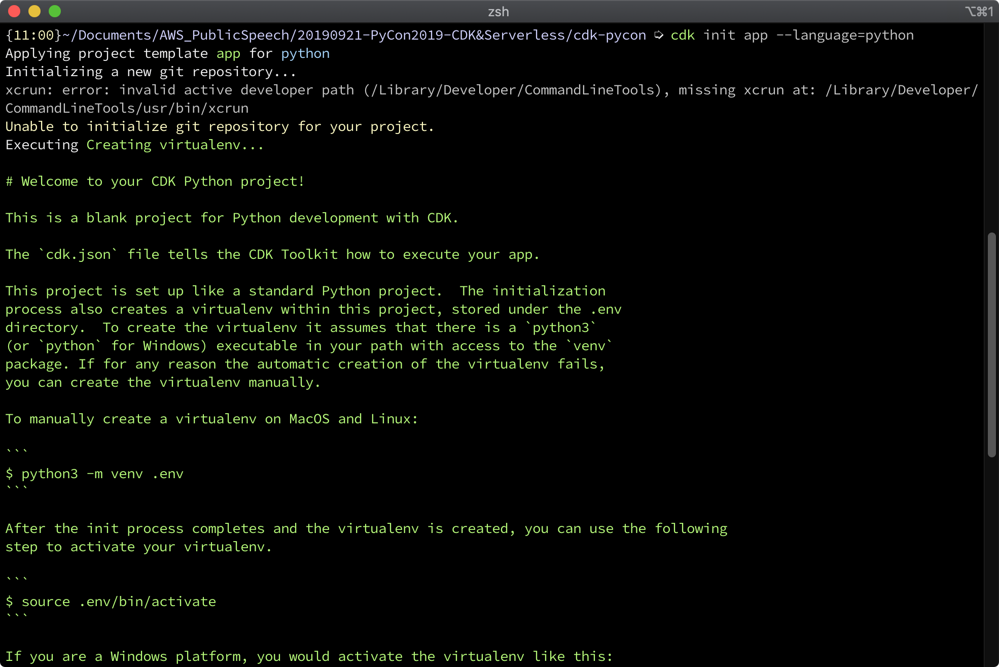 zsh
⌥⌘1
{11:00}~/Documents/AWS_PublicSpeech/20190921-PyCon2019-CDK&Serverless/cdk-pycon ➩ cdk init app --language=python
Applying project template app for python
Initializing a new git repository...
xcrun: error: invalid active developer path (/Library/Developer/CommandLineTools), missing xcrun at: /Library/Developer/
CommandLineTools/usr/bin/xcrun
Unable to initialize git repository for your project.
Executing Creating virtualenv...
# Welcome to your CDK Python project!
This is a blank project for Python development with CDK.
The `cdk.json` file tells the CDK Toolkit how to execute your app.
This project is set up like a standard Python project.  The initialization
process also creates a virtualenv within this project, stored under the .env
directory.  To create the virtualenv it assumes that there is a `python3`
(or `python` for Windows) executable in your path with access to the `venv`
package. If for any reason the automatic creation of the virtualenv fails,
you can create the virtualenv manually.
To manually create a virtualenv on MacOS and Linux:
```
$ python3 -m venv .env
```
After the init process completes and the virtualenv is created, you can use the following
step to activate your virtualenv.
```
$ source .env/bin/activate
```
If you are a Windows platform, you would activate the virtualenv like this: